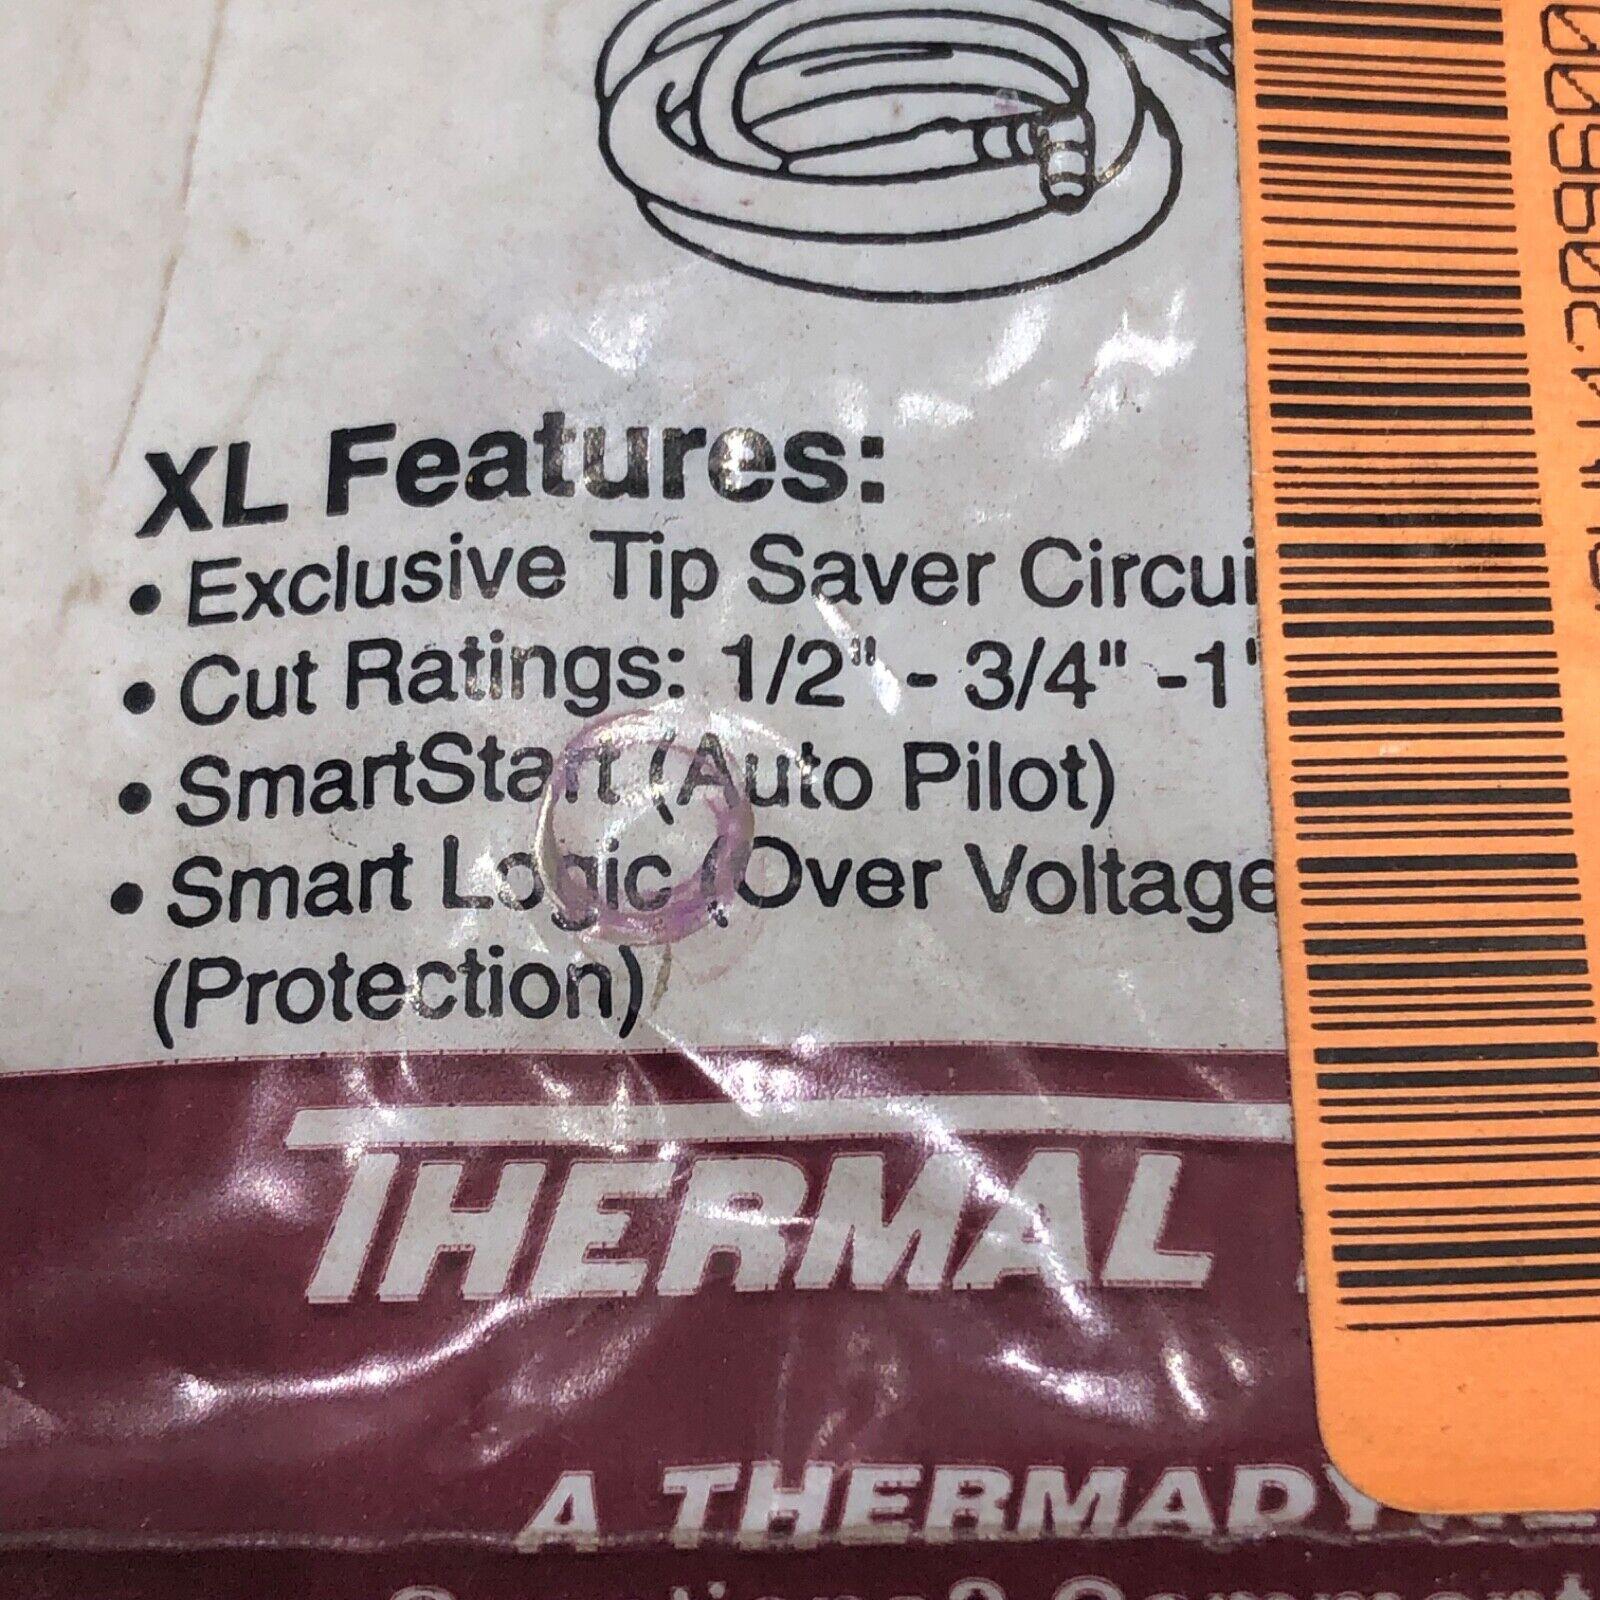 XL Features:
• Exclusive Tip Saver Circui
• Cut Ratings: 1/2" - 3/4" -1"
• SmartStart (Auto Pilot)
• Smart Logic (Over Voltage
(Protection)
THERMAL
A THERMADYNE